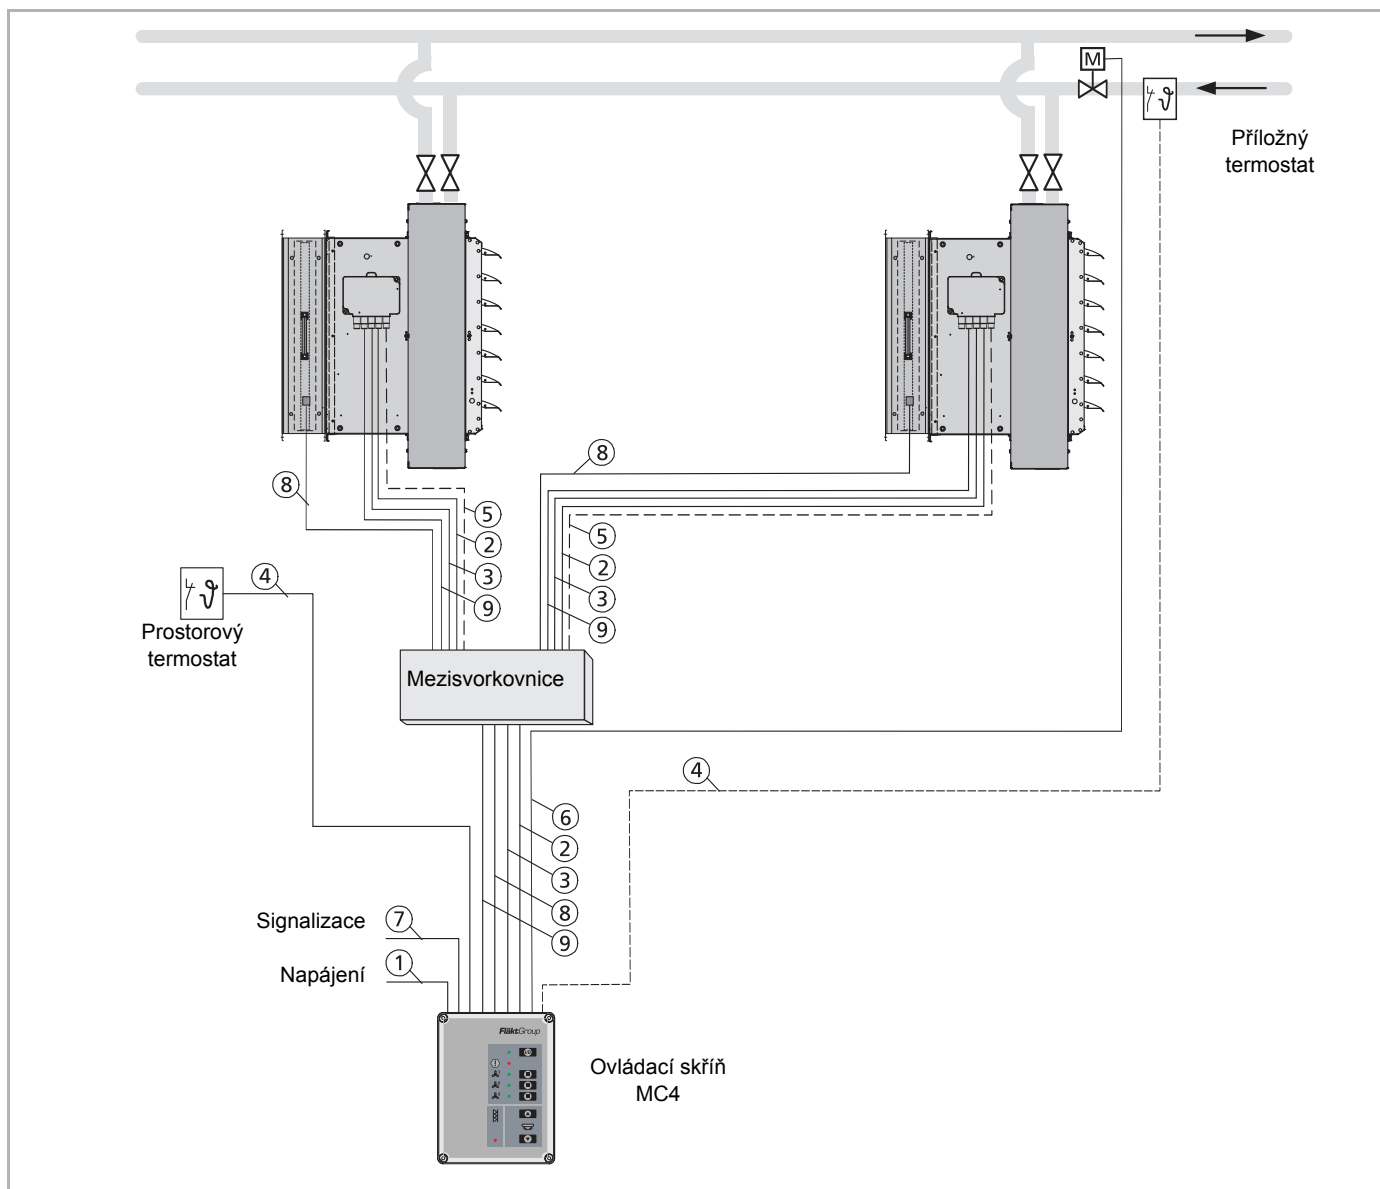 M
Příložný
termostat
8
8
5
2
3
9
5
2
3
9
4
Prostorový
termostat
Mezisvorkovnice
4
6
2
3
8
9
Signalizace
7
Napájení
1
FläktGroup
Ovládací skříň
MC4